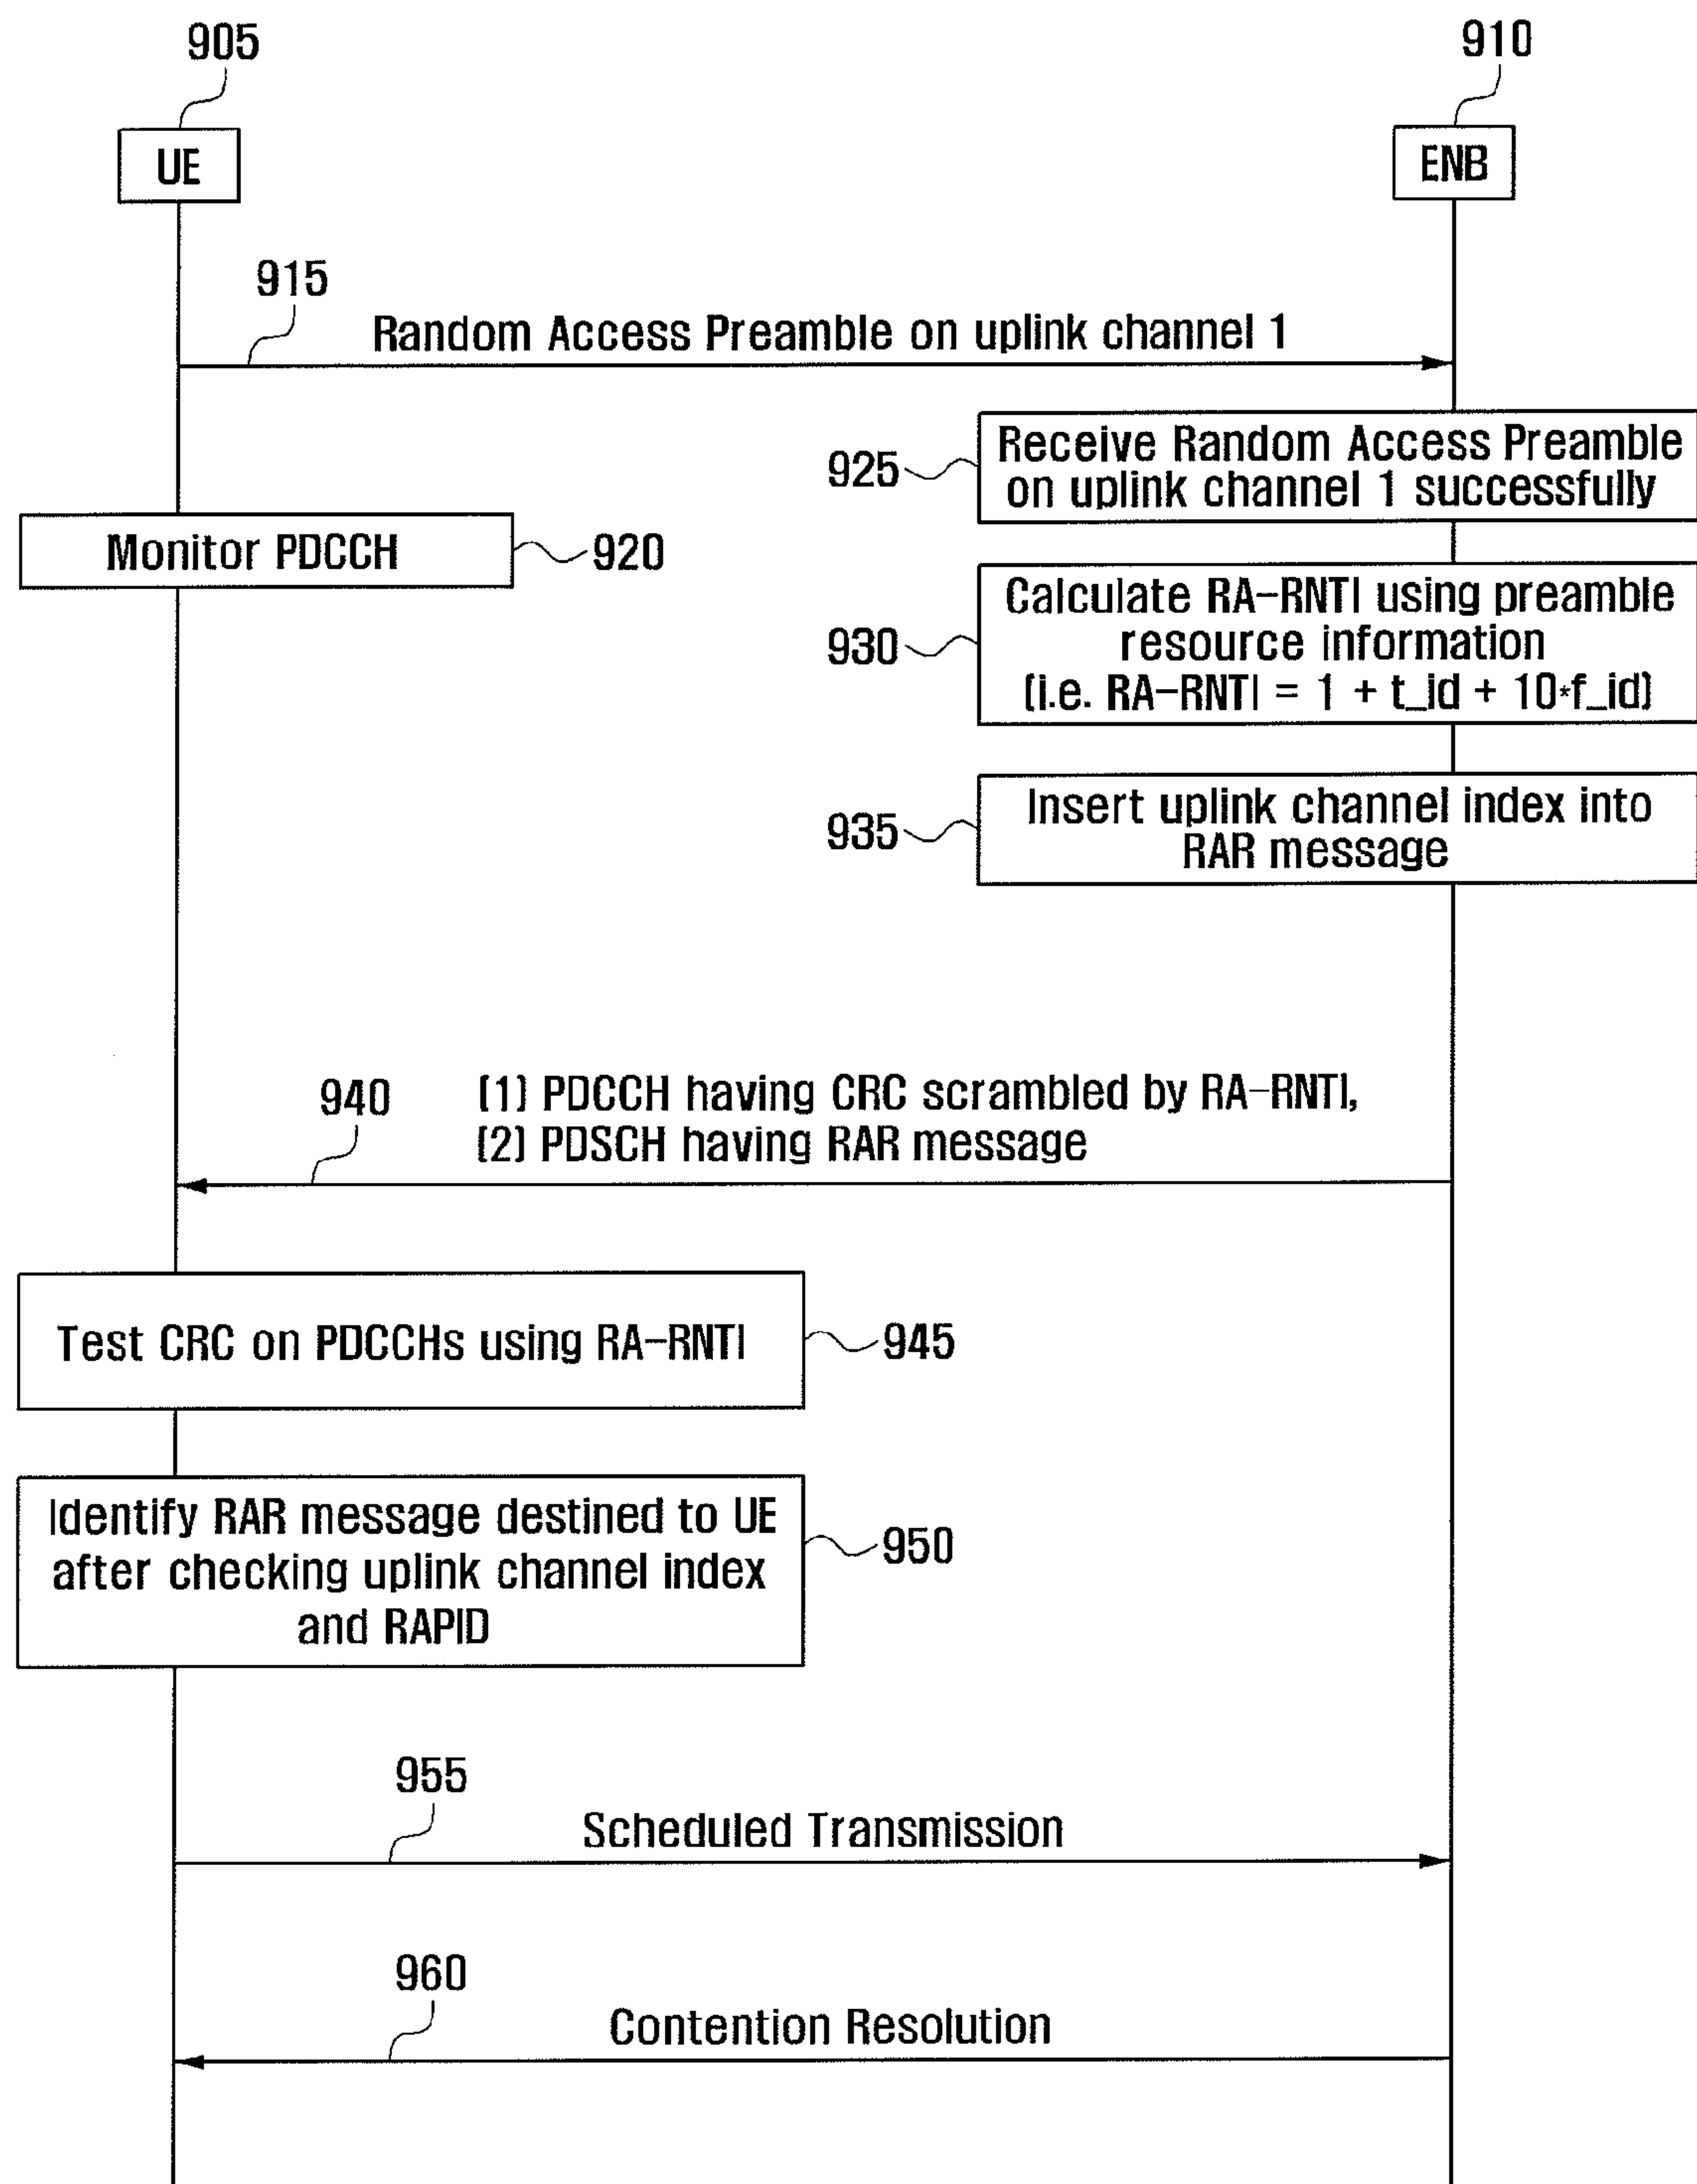 905
910
UE
ENB
915
Random Access Preamble on uplink channel 1
925
Receive Random Access Preamble
on uplink channel 1 successfully
Monitor PDCCH
920
930
Calculate RA-RNTI using preamble
resource information
(i.e. RA-RNTI = 1 + t_id + 10*f_id)
935
Insert uplink channel index into
RAR message
940
(1) PDCCH having CRC scrambled by RA-RNTI,
(2) PDSCH having RAR message
Test CRC on PDCCHs using RA-RNTI
945
Identify RAR message destined to UE
after checking uplink channel index
and RAPID
950
955
Scheduled Transmission
960
Contention Resolution